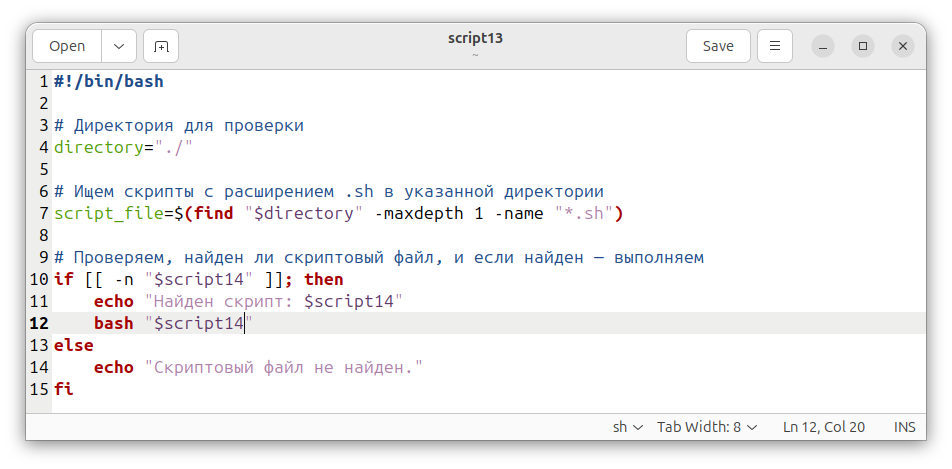 Open
script13
~
Save
1 #!/bin/bash
2
3 # Директория для проверки
4 directory="./"
5
6 # Ищем скрипты с расширением .sh в указанной директории
7 script_file=$(find "$directory" -maxdepth 1 -name "*.sh")
8
9 # Проверяем, найден ли скриптовый файл, и если найден — выполняем
10 if [[ -n "$script14" ]]; then
11     echo "Найден скрипт: $script14"
12     bash "$script14"
13 else
14     echo "Скриптовый файл не найден."
15 fi
sh Tab Width: 8 Ln 12, Col 20 INS